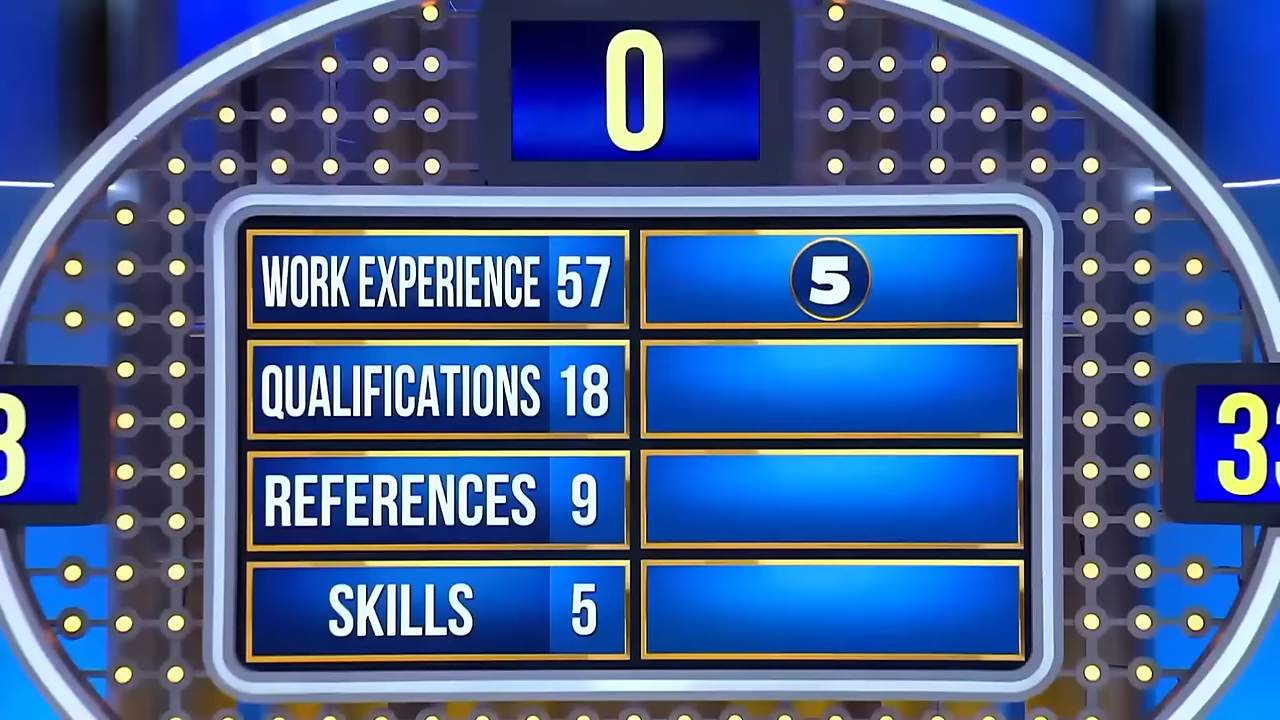 0
WORK EXPERIENCE 57
5
QUALIFICATIONS 18
REFERENCES 9
SKILLS 5